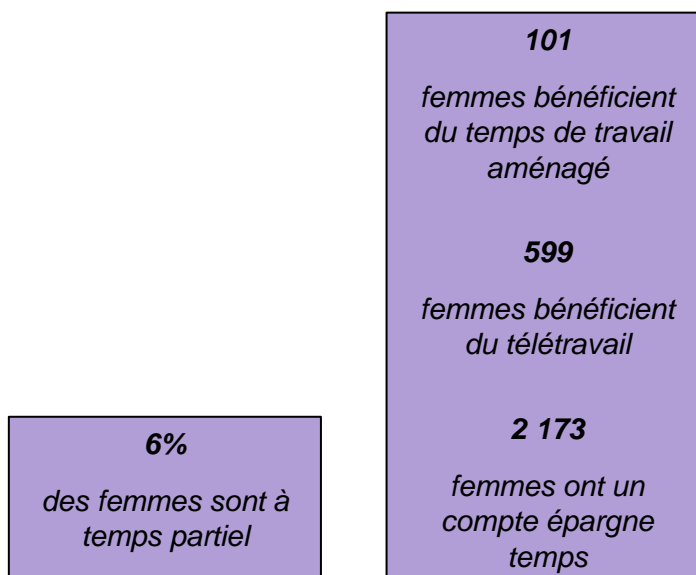 101
femmes bénéficient
du temps de travail
aménagé
599
femmes bénéficient
du télétravail
2 173
femmes ont un
compte épargne
temps
6%
des femmes sont à
temps partiel